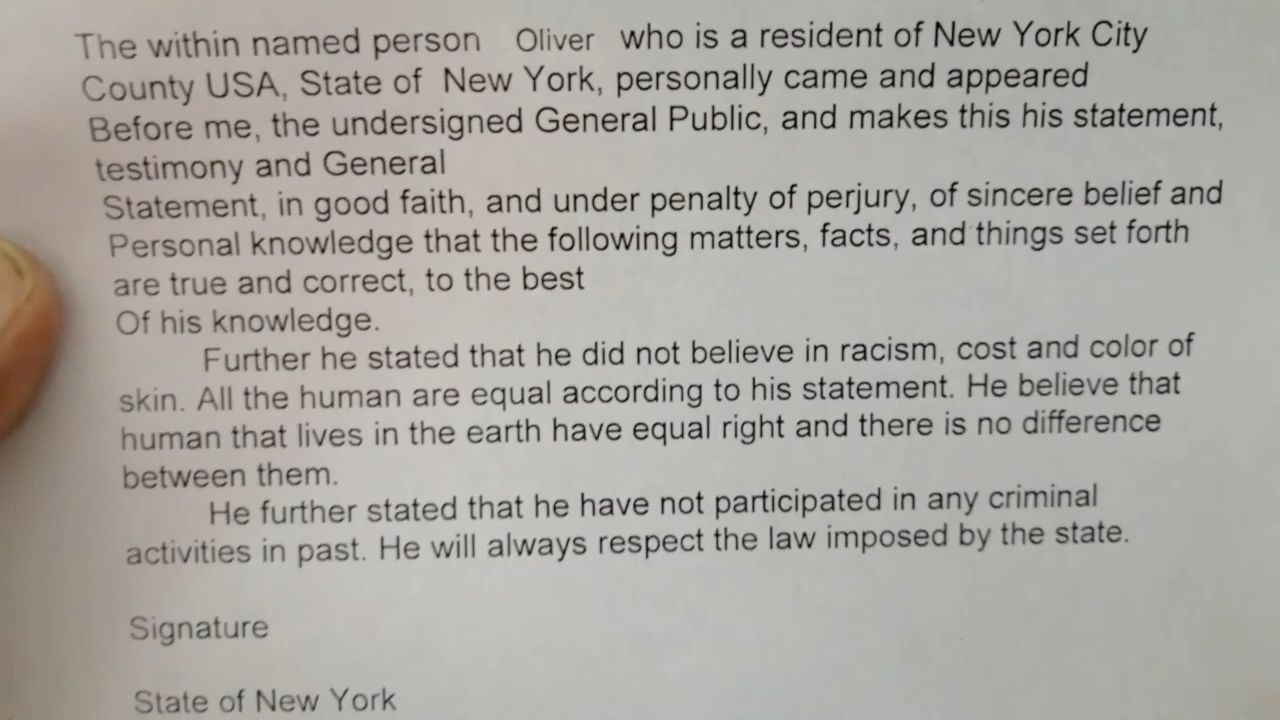 The within named person Oliver who is a resident of New York City
County USA, State of New York, personally came and appeared
Before me, the undersigned General Public, and makes this his statement,
testimony and General
Statement, in good faith, and under penalty of perjury, of sincere belief and
Personal knowledge that the following matters, facts, and things set forth
are true and correct, to the best
Of his knowledge.
Further he stated that he did not believe in racism, cost and color of
skin. All the human are equal according to his statement. He believe that
human that lives in the earth have equal right and there is no difference
between them.
He further stated that he have not participated in any criminal
activities in past. He will always respect the law imposed by the state.
Signature
State of New York